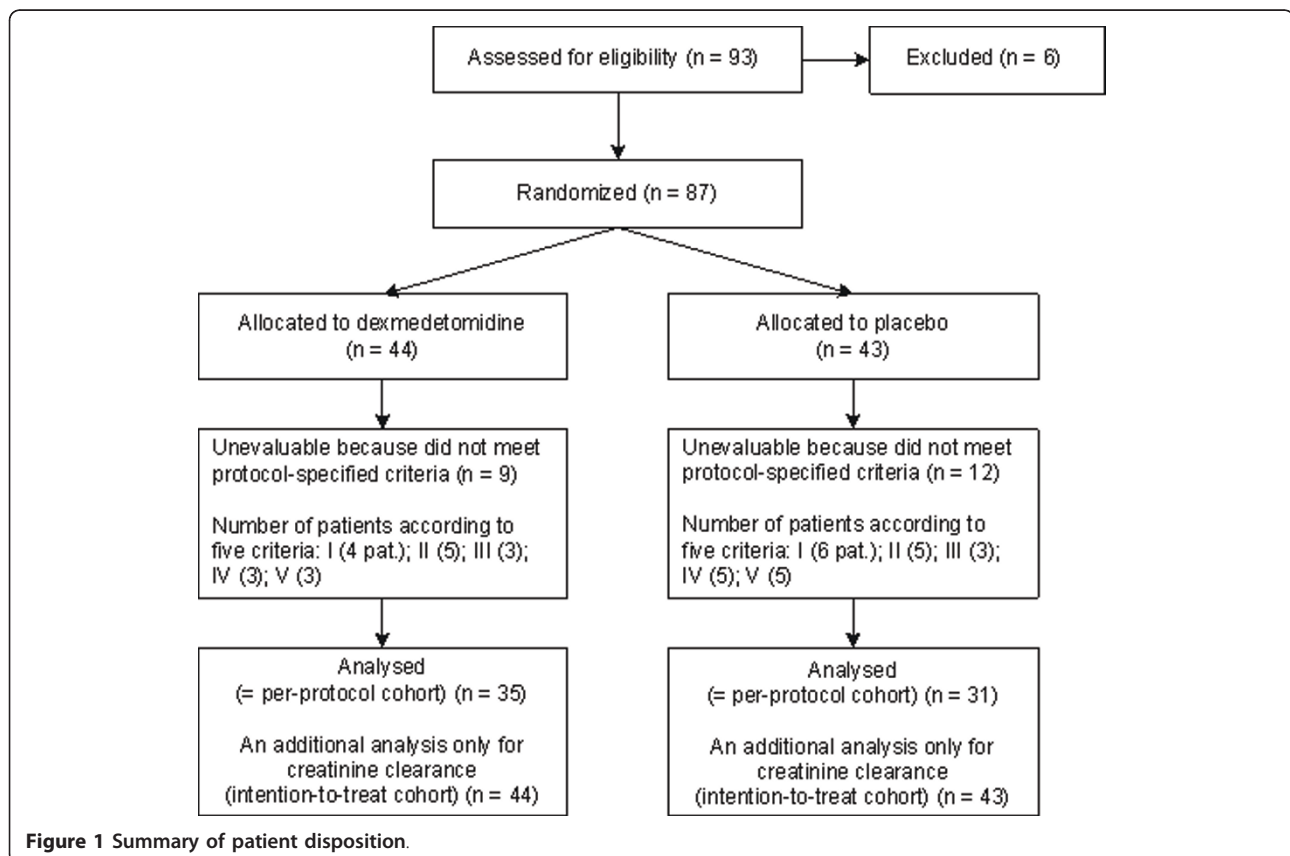 Assessed for eligibility (n = 93)
Excluded (n = 6)
Randomized (n = 87)
Allocated to dexmedetomidine
(n = 44)
Allocated to placebo
(n = 43)
Unevaluable because did not meet
protocol-specified criteria (n = 9)
Number of patients according to
five criteria: I (4 pat.); II (5); III (3);
IV (3); V (3)
Unevaluable because did not meet
protocol-specified criteria (n = 12)
Number of patients according to
five criteria: I (6 pat.); II (5); III (3);
IV (5); V (5)
Analysed
(= per-protocol cohort) (n = 35)
An additional analysis only for
creatinine clearance
(intention-to-treat cohort) (n = 44)
Analysed
(= per-protocol cohort) (n = 31)
An additional analysis only for
creatinine clearance
(intention-to-treat cohort) (n = 43)
Figure 1 Summary of patient disposition.